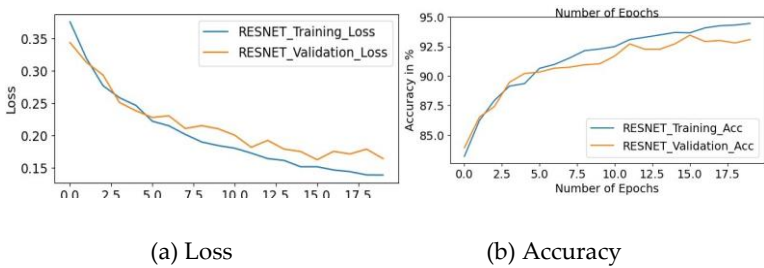 0.35
0.30
0.25
0.20
0.15
Loss
RESNET_Training_Loss
RESNET_Validation_Loss
0.0 2.5 5.0 7.5 10.0 12.5 15.0 17.5
Number of Epochs
95.0
92.5
90.0
87.5
85.0
Accuracy in %
RESNET_Training_Acc
RESNET_Validation_Acc
0.0 2.5 5.0 7.5 10.0 12.5 15.0 17.5
Number of Epochs
(a) Loss
(b) Accuracy